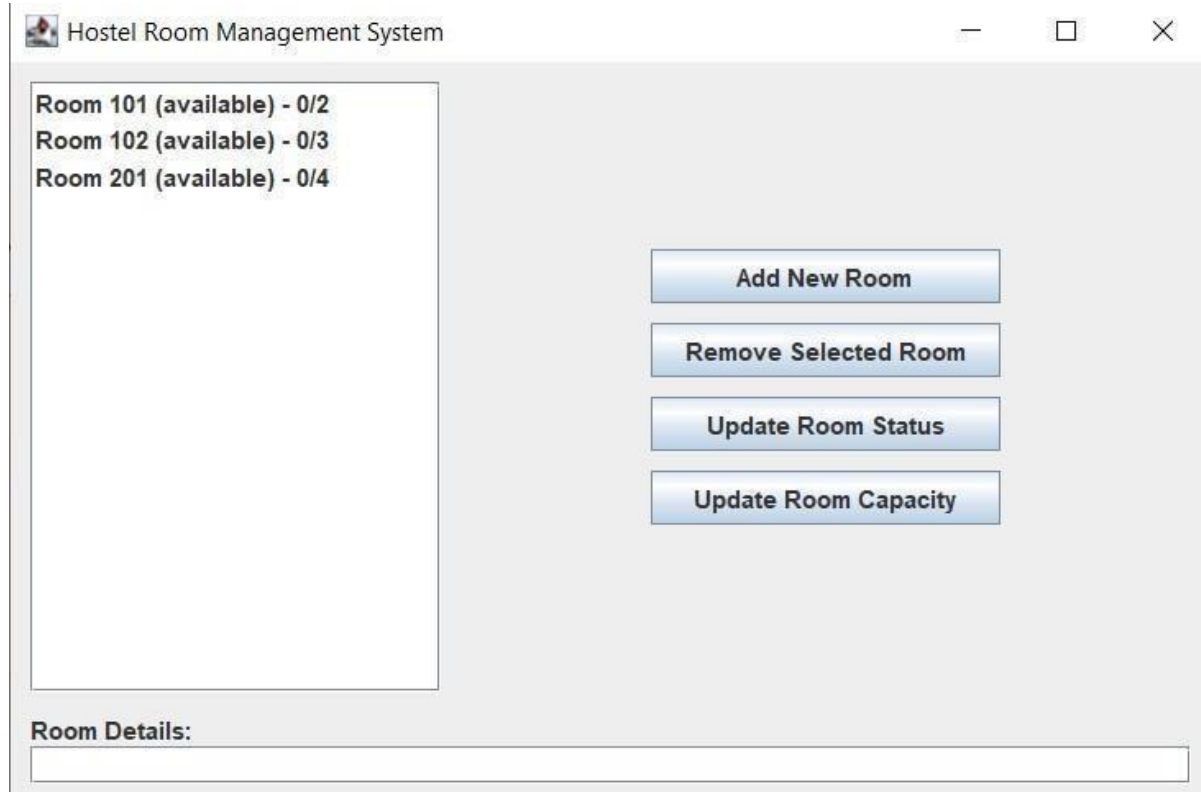 Hostel Room Management System
Room 101 (available) - 0/2
Room 102 (available) - 0/3
Room 201 (available) - 0/4
Add New Room
Remove Selected Room
Update Room Status
Update Room Capacity
Room Details: